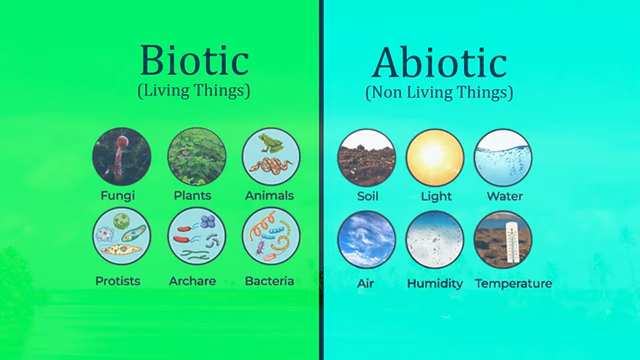 Biotic
(Living Things)
Fungi Plants Animals
Protists Archare Bacteria
Abiotic
(Non Living Things)
Soil Light Water
Air Humidity Temperature